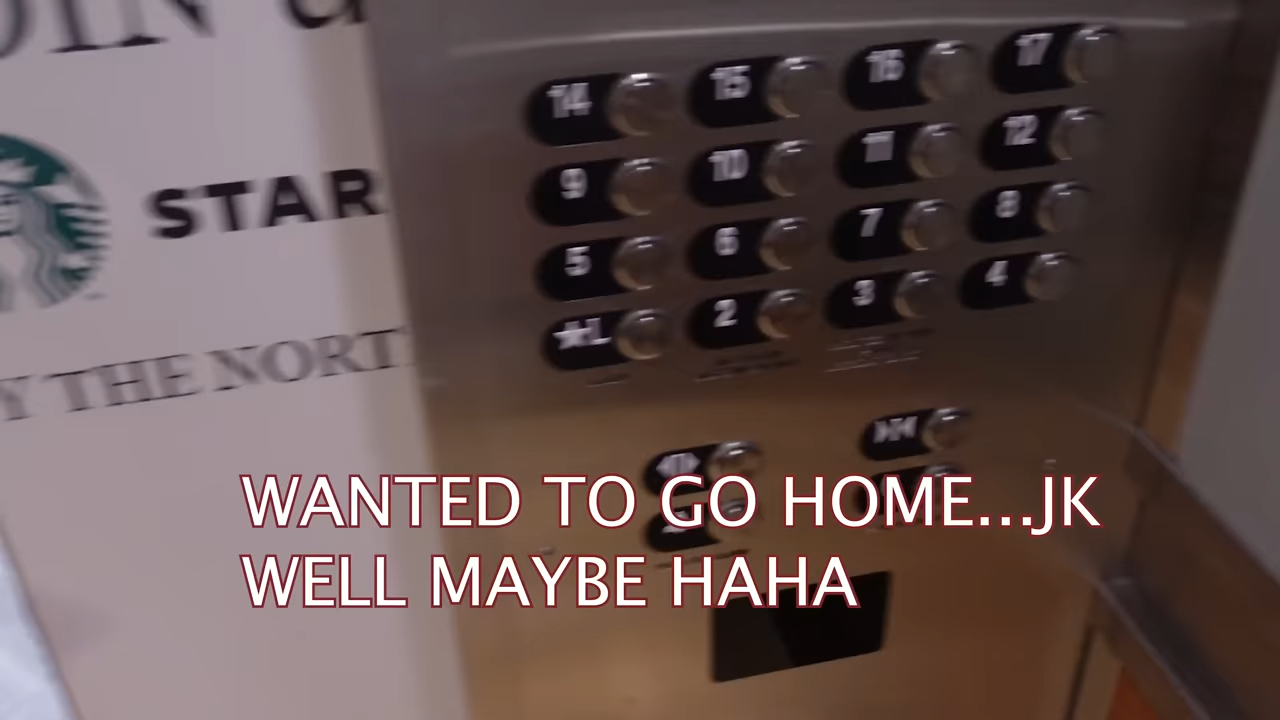 STAR
Y THE NORT
14 15 16 17
9 10 11 12
5 6 7 8
★L 2 3 4
WANTED TO GO HOME...JK
WELL MAYBE HAHA